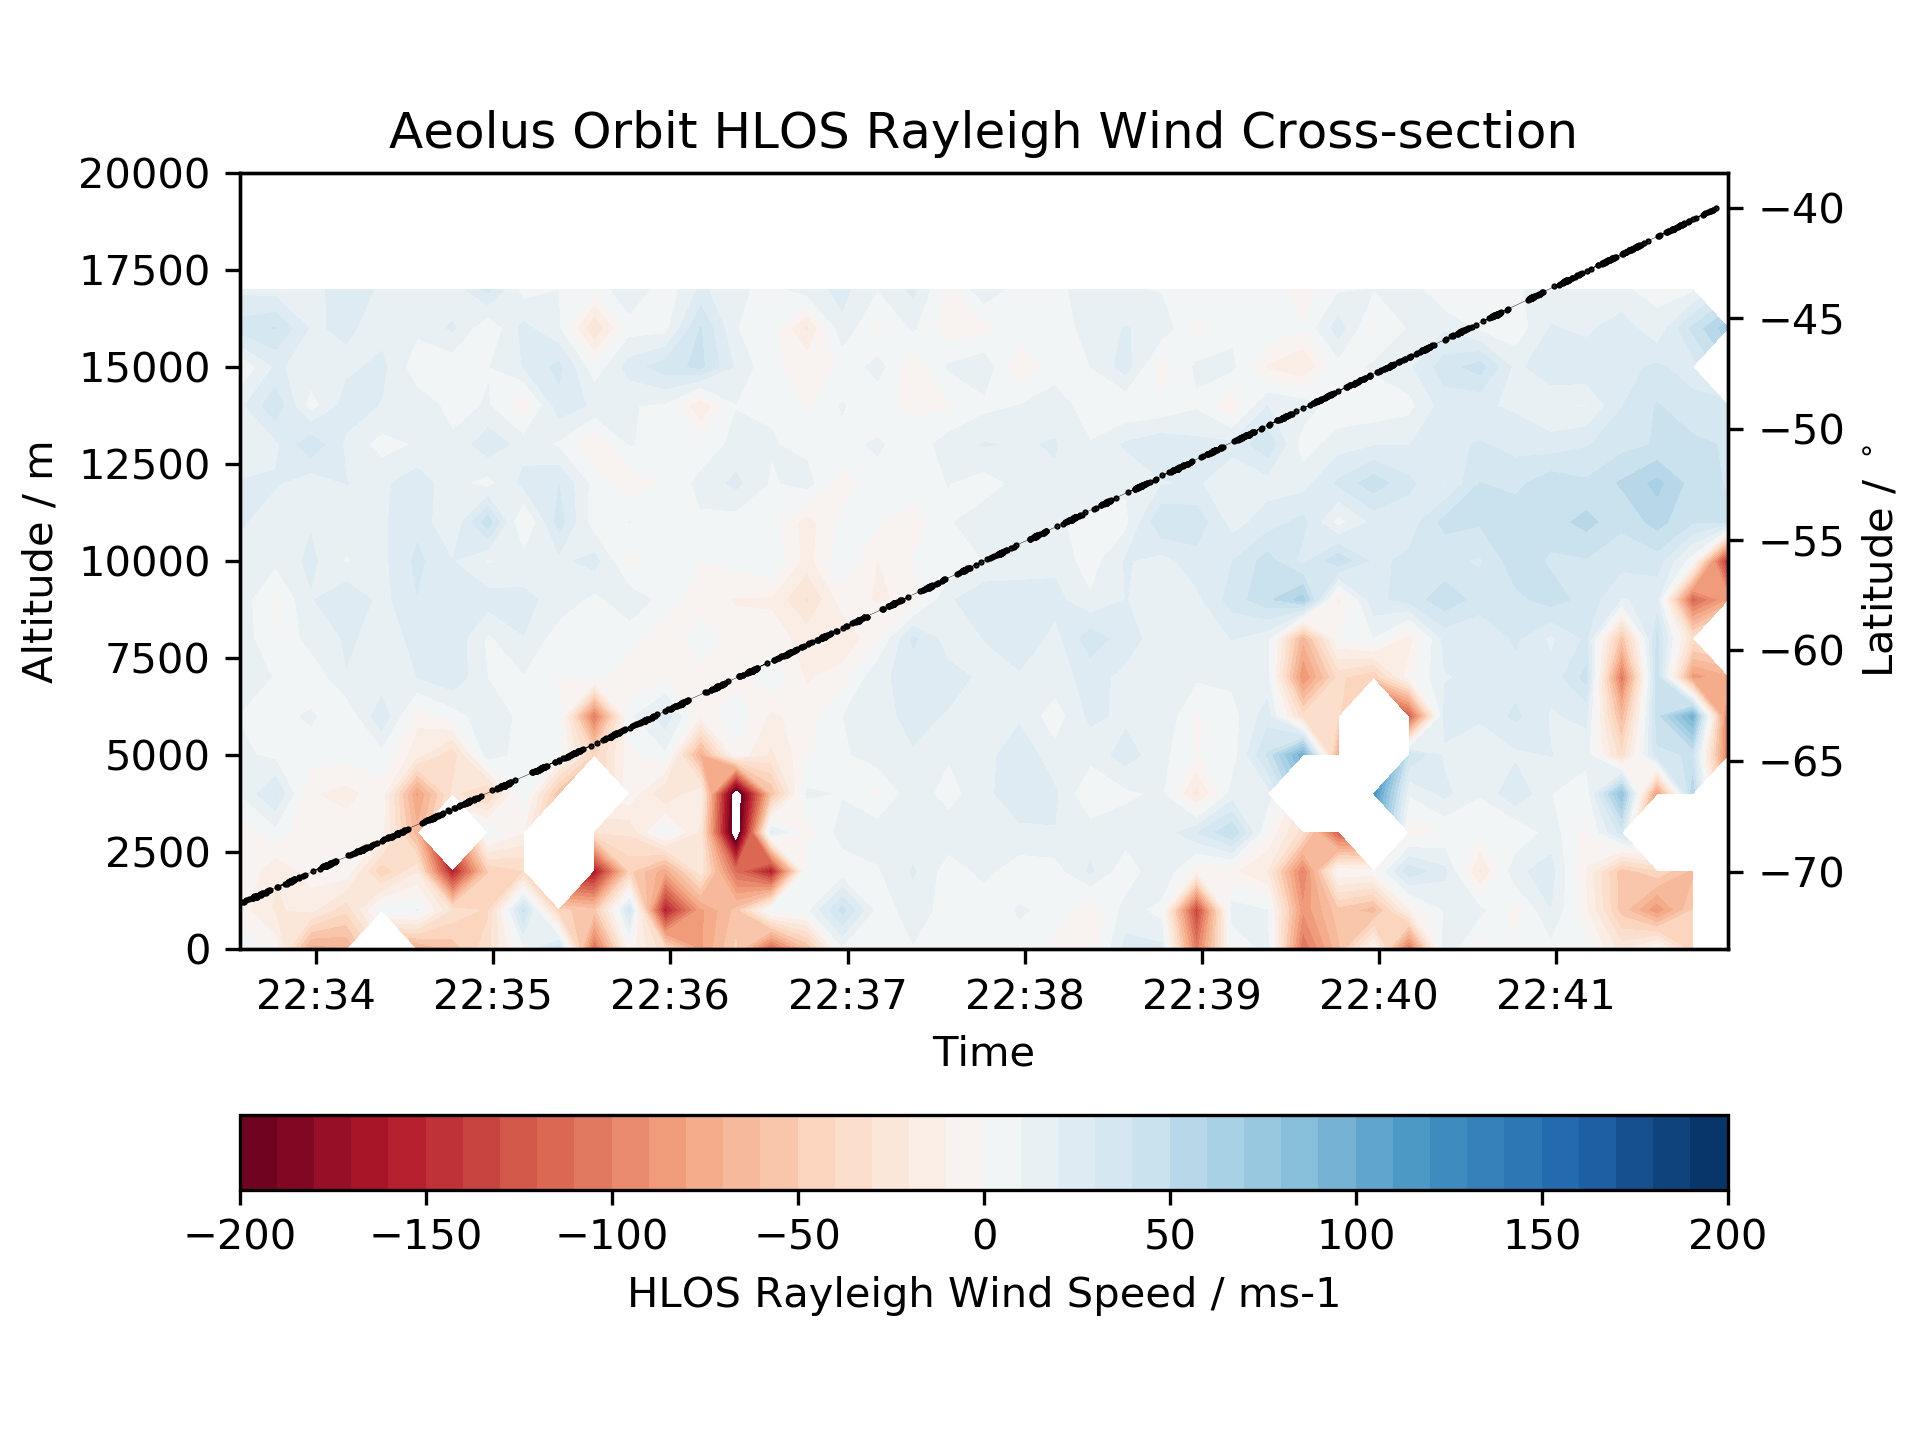 Aeolus Orbit HLOS Rayleigh Wind Cross-section
20000
17500
15000
12500
10000
7500
5000
2500
0
Altitude / m
−40
−45
−50
−55
−60
−65
−70
Latitude / °
22:34 22:35 22:36 22:37 22:38 22:39 22:40 22:41
Time
−200 −150 −100 −50 0 50 100 150 200
HLOS Rayleigh Wind Speed / ms-1